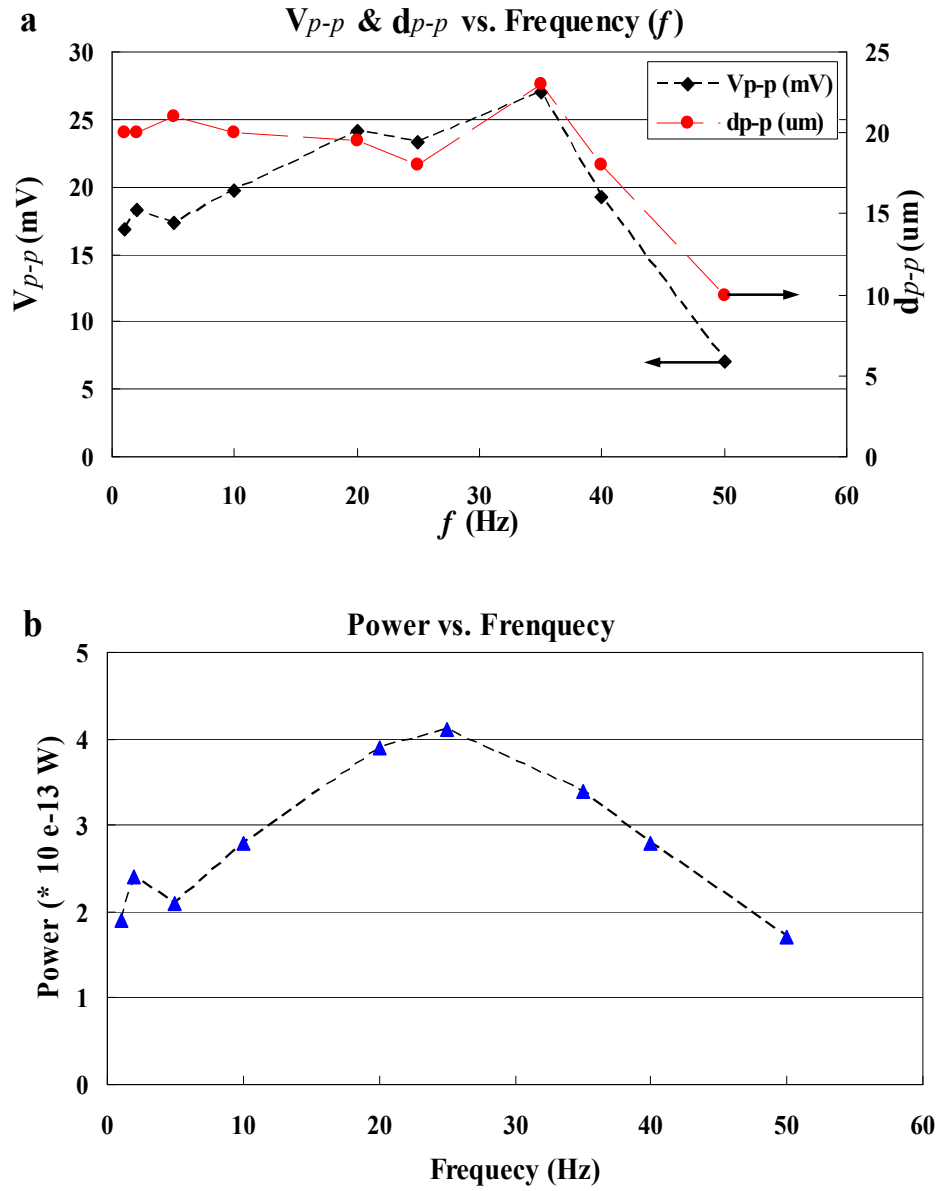 a
Vp-p & dp-p vs. Frequency (f)
30
25
20
15
10
5
0
Vp-p (mV)
Vp-p (mV)
dp-p (um)
25
20
15
10
5
0
dp-p (um)
0 10 20 30 40 50 60
f (Hz)
b
Power vs. Frenquecy
5
4
3
2
1
0
Power (* 10 e-13 W)
0 10 20 30 40 50 60
Frequecy (Hz)